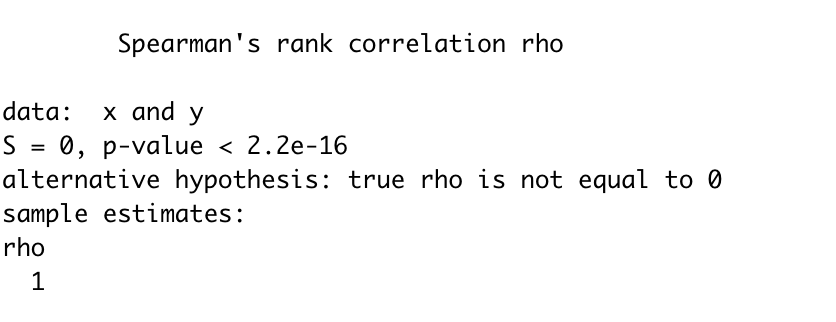 Spearman's rank correlation rho
data:  x and y
S = 0, p-value < 2.2e-16
alternative hypothesis: true rho is not equal to 0
sample estimates:
rho
1